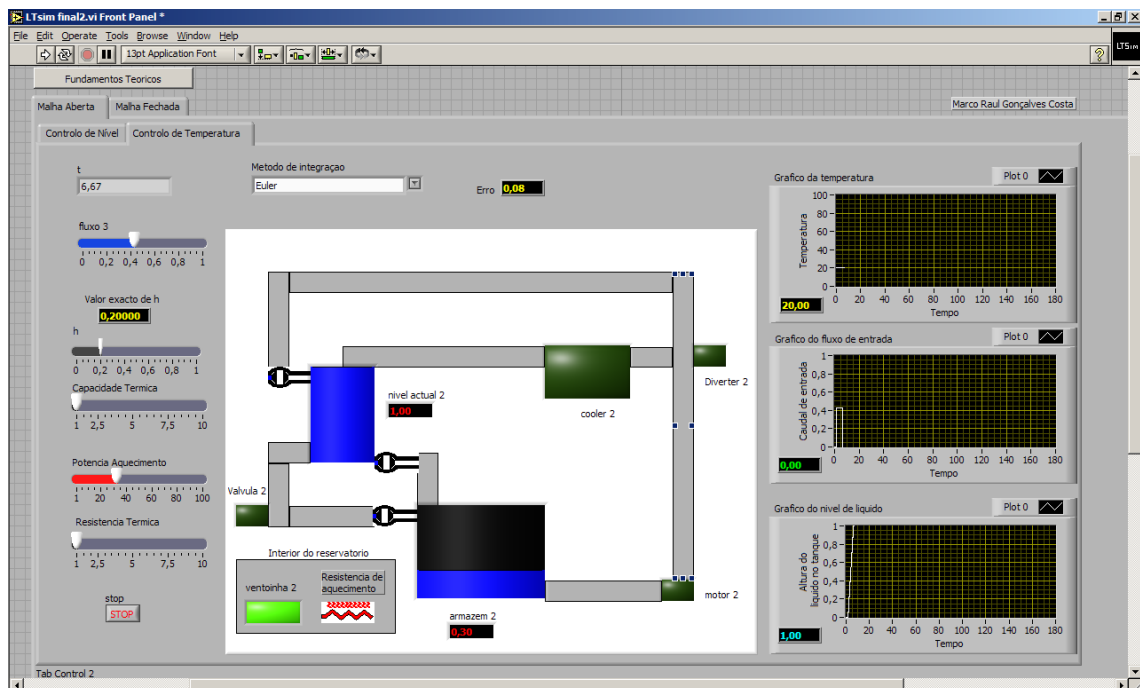 LTsim final2.vi Front Panel *
File Edit Operate Tools Browse Window Help
13pt Application Font
?
LTSim
Fundamentos Teoricos
Malha Aberta Malha Fechada
Marco Raul Gonçalves Costa
Controlo de Nível Controlo de Temperatura
t
6,67
Metodo de integraçao
Euler
Erro 0,08
fluxo 3
0 0,2 0,4 0,6 0,8 1
Valor exacto de h
0,20000
h
0 0,2 0,4 0,6 0,8 1
Capacidade Termica
1 2,5 5 7,5 10
Potencia Aquecimento
1 20 40 60 80 100
Resistencia Termica
1 2,5 5 7,5 10
stop
STOP
nivel actual 2
1,00
cooler 2
Diverter 2
Valvula 2
Interior do reservatorio
ventoinha 2
Resistencia de
aquecimento
armazem 2
0,30
motor 2
Grafico da temperatura
Plot 0
Temperatura
100
80
60
40
20
0
0 20 40 60 80 100 120 140 160 180
Tempo
20,00
Grafico do fluxo de entrada
Plot 0
Caudal de entrada
1
0,8
0,6
0,4
0,2
0
0 20 40 60 80 100 120 140 160 180
Tempo
0,00
Grafico do nivel de liquido
Plot 0
Altura do
liquido no tanque
1
0,8
0,6
0,4
0,2
0
0 20 40 60 80 100 120 140 160 180
Tempo
1,00
Tab Control 2